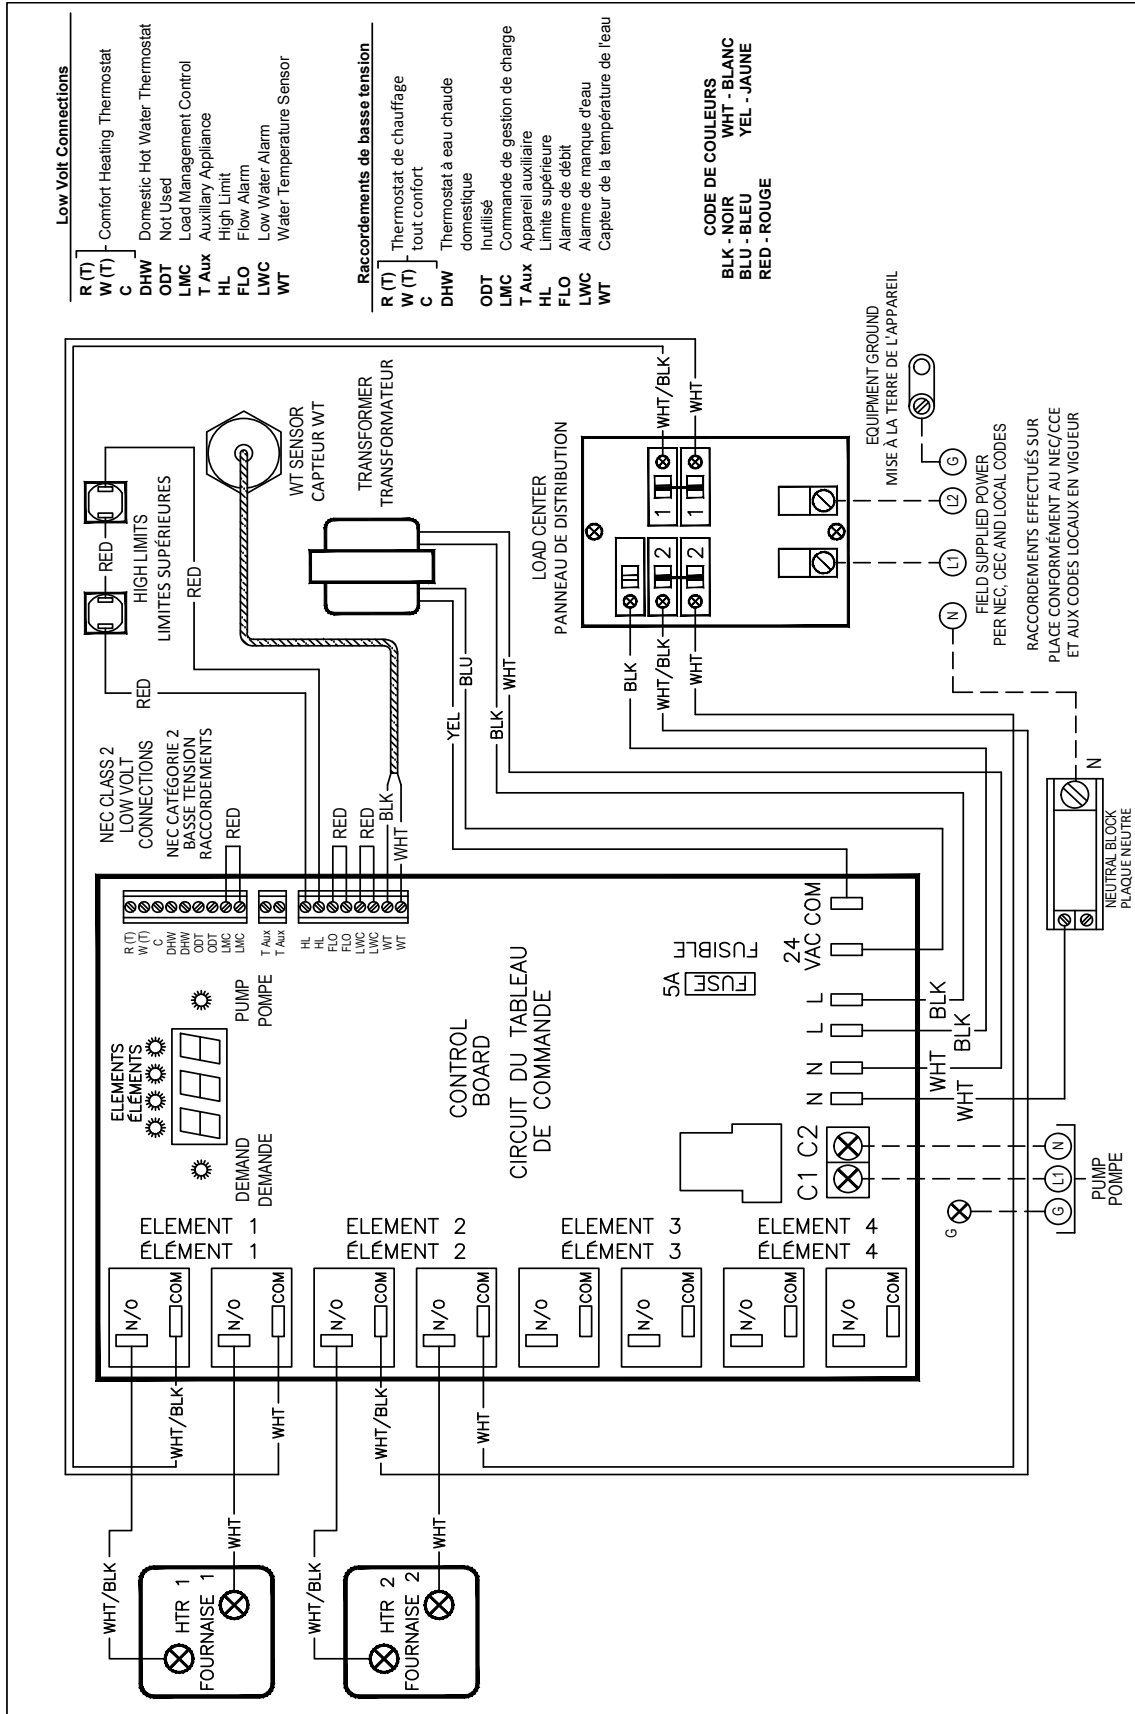 Low Volt Connections
R (T)
W (T)
C
Comfort Heating Thermostat
DHW Domestic Hot Water Thermostat
ODT Not Used
LMC Load Management Control
T Aux Auxillary Appliance
HL High Limit
FLO Flow Alarm
LWC Low Water Alarm
WT Water Temperature Sensor
Raccordements de basse tension
R (T)
W (T)
C
Thermostat de chauffage
tout confort
DHW Thermostat à eau chaude
domestique
ODT Inutilisé
LMC Commande de gestion de charge
T Aux Appareil auxiliaire
HL Limite supérieure
FLO Alarme de débit
LWC Alarme de manque d'eau
WT Capteur de la température de l'eau
CODE DE COULEURS
BLK - NOIR WHT - BLANC
BLU - BLEU YEL - JAUNE
RED - ROUGE
RED
RED
RED
HIGH LIMITS
LIMITES SUPÉRIEURES
WT SENSOR
CAPTEUR WT
TRANSFORMER
TRANSFORMATEUR
NEC CLASS 2
LOW VOLT
CONNECTIONS
NEC CATÉGORIE 2
BASSE TENSION
RACCORDEMENTS
RED
RED
RED
BLK
WHT
YEL
BLU
BLK
WHT
LOAD CENTER
PANNEAU DE DISTRIBUTION
BLK
WHT/BLK
WHT
2
2
1
1
WHT/BLK
WHT
EQUIPMENT GROUND
MISE À LA TERRE DE L'APPAREIL
N
L1
L2
G
FIELD SUPPLIED POWER
PER NEC, CEC AND LOCAL CODES
RACCORDEMENTS EFFECTUÉS SUR
PLACE CONFORMÉMENT AU NEC/CCE
ET AUX CODES LOCAUX EN VIGUEUR
N
NEUTRAL BLOCK
PLAQUE NEUTRE
R (T)
W (T)
C
DHW
DHW
ODT
ODT
LMC
LMC
T Aux
T Aux
HL
HL
FLO
FLO
LWC
LWC
WT
WT
ELEMENTS
ÉLÉMENTS
PUMP
POMPE
DEMAND
DEMANDE
CONTROL
BOARD
CIRCUIT DU TABLEAU
DE COMMANDE
5A
FUSE
FUSIBLE
C1
C2
N
N
L
L
24
VAC
COM
WHT
WHT
BLK
BLK
G
G
L1
N
PUMP
POMPE
ELEMENT 1
ÉLÉMENT 1
ELEMENT 2
ÉLÉMENT 2
ELEMENT 3
ÉLÉMENT 3
ELEMENT 4
ÉLÉMENT 4
N/O
COM
N/O
COM
N/O
COM
N/O
COM
N/O
COM
N/O
COM
N/O
COM
N/O
COM
WHT/BLK
WHT
WHT/BLK
WHT
WHT/BLK
WHT
WHT/BLK
WHT
HTR 1
FOURNAISE 1
HTR 2
FOURNAISE 2